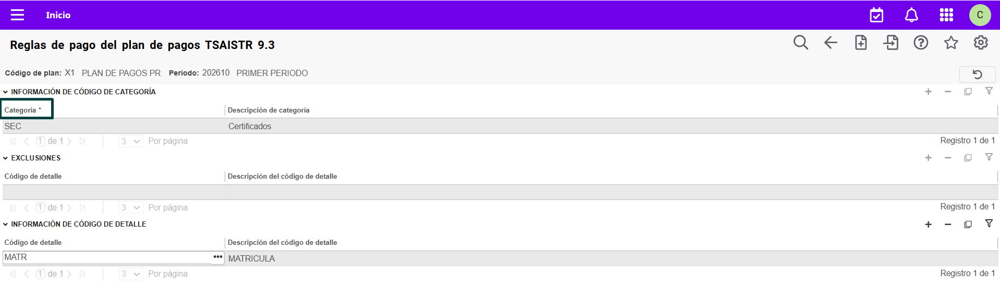 Inicio
C
Reglas de pago del plan de pagos TSAISTR 9.3
Código de plan: X1 PLAN DE PAGOS PR Periodo: 202610 PRIMER PERIODO
INFORMACIÓN DE CÓDIGO DE CATEGORÍA
Categoría * Descripción de categoría
SEC Certificados
1 de 1 3 Por página Registro 1 de 1
EXCLUSIONES
Código de detalle Descripción del código de detalle
1 de 1 3 Por página Registro 1 de 1
INFORMACIÓN DE CÓDIGO DE DETALLE
Código de detalle Descripción del código de detalle
MATR ••• MATRICULA
1 de 1 3 Por página Registro 1 de 1